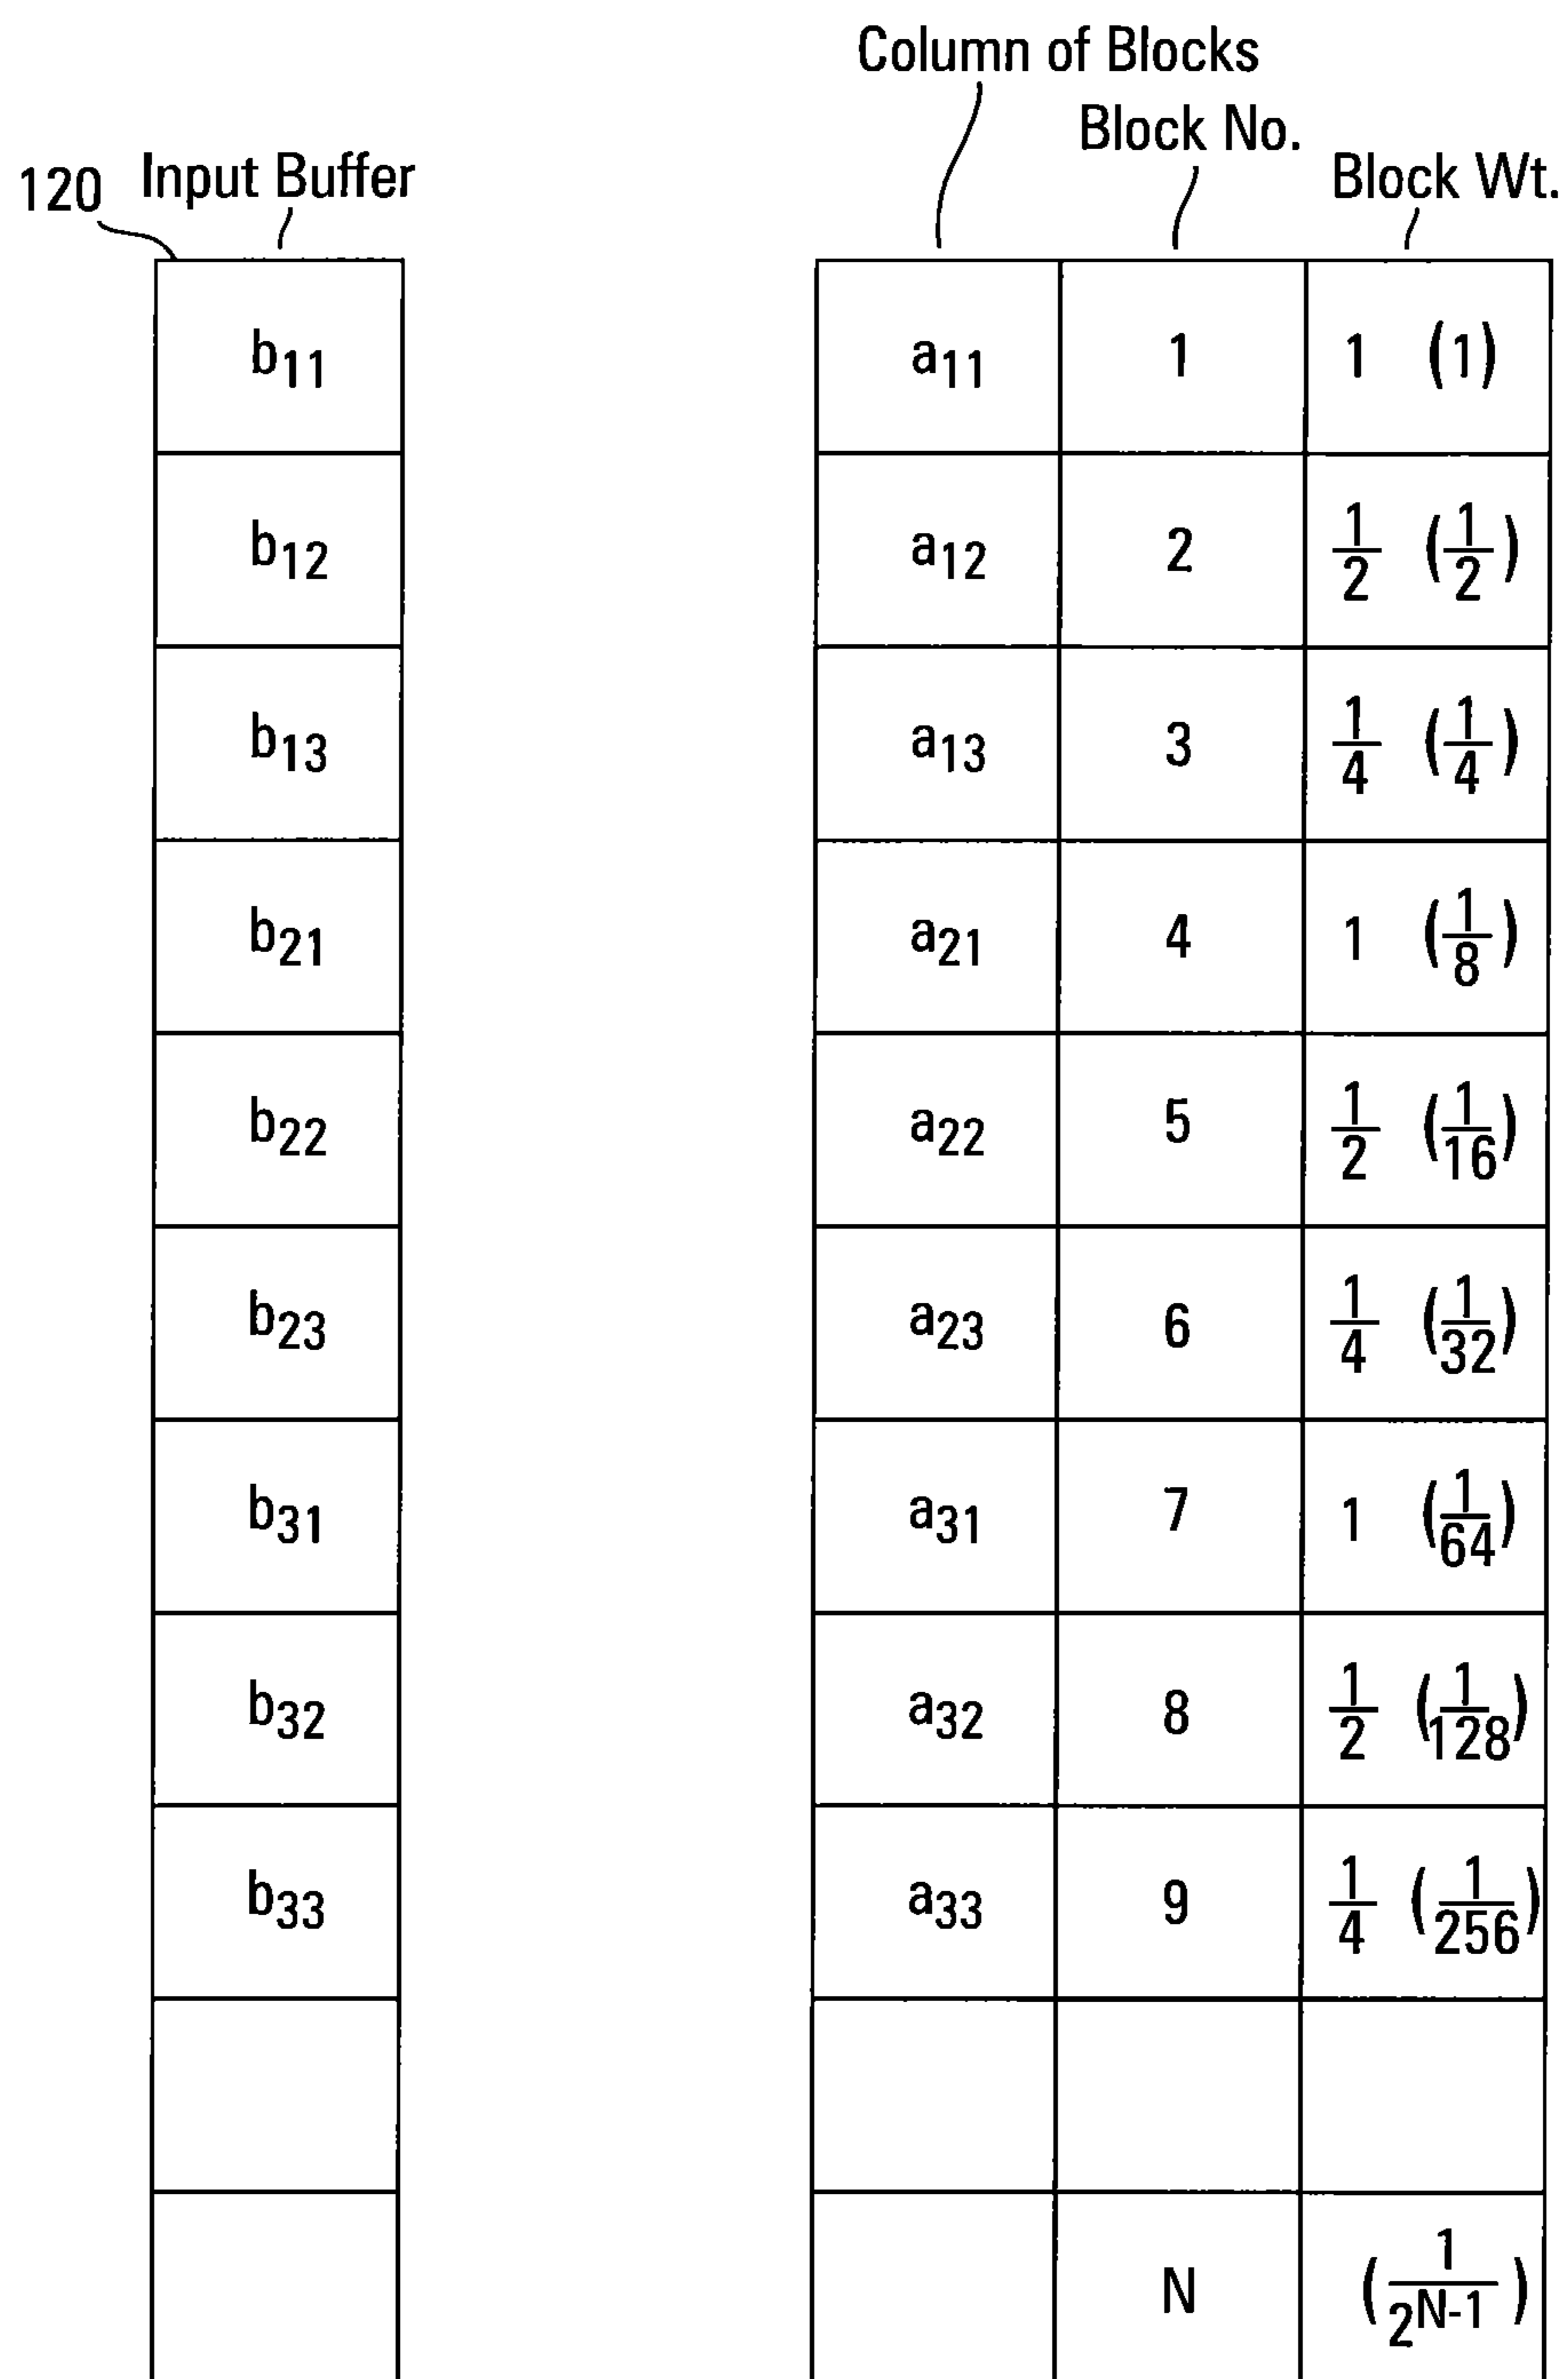 Column of Blocks
Block No.
120 Input Buffer Block Wt.
b11 a11 1 1 (1)
b12 a12 2 1/2 (1/2)
b13 a13 3 1/4 (1/4)
b21 a21 4 1 (1/8)
b22 a22 5 1/2 (1/16)
b23 a23 6 1/4 (1/32)
b31 a31 7 1 (1/64)
b32 a32 8 1/2 (1/128)
b33 a33 9 1/4 (1/256)
N (1/2^N-1)